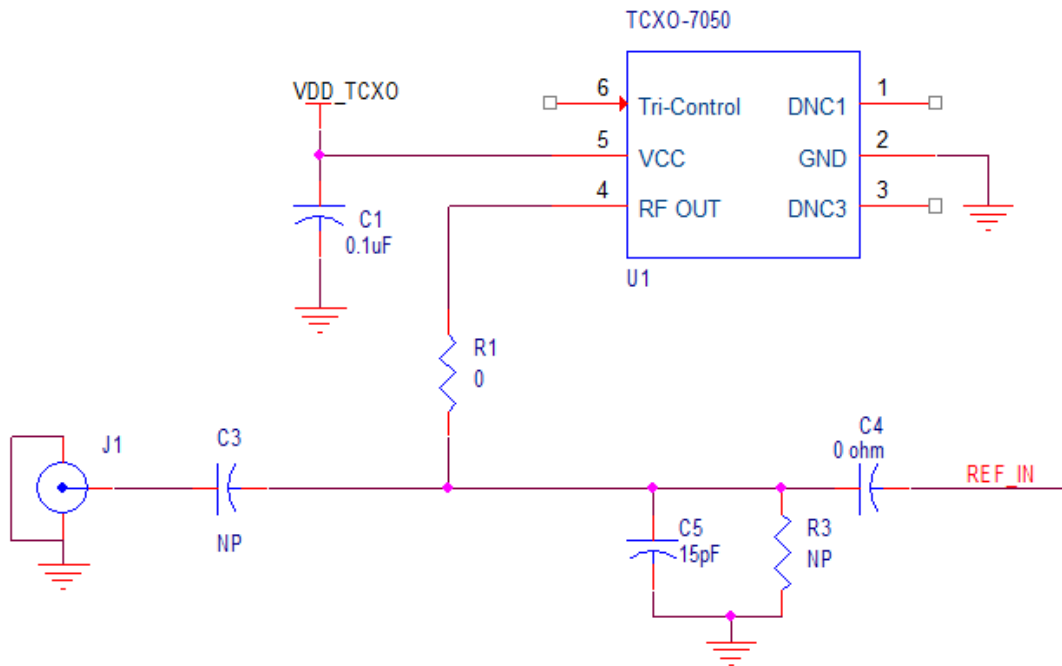 TCXO-7050
VDD_TCXO
6
Tri-Control
DNC1
1
5
VCC
GND
2
4
RF OUT
DNC3
3
C1
0.1uF
U1
R1
0
J1
C3
NP
C4
0 ohm
REF_IN
C5
15pF
R3
NP